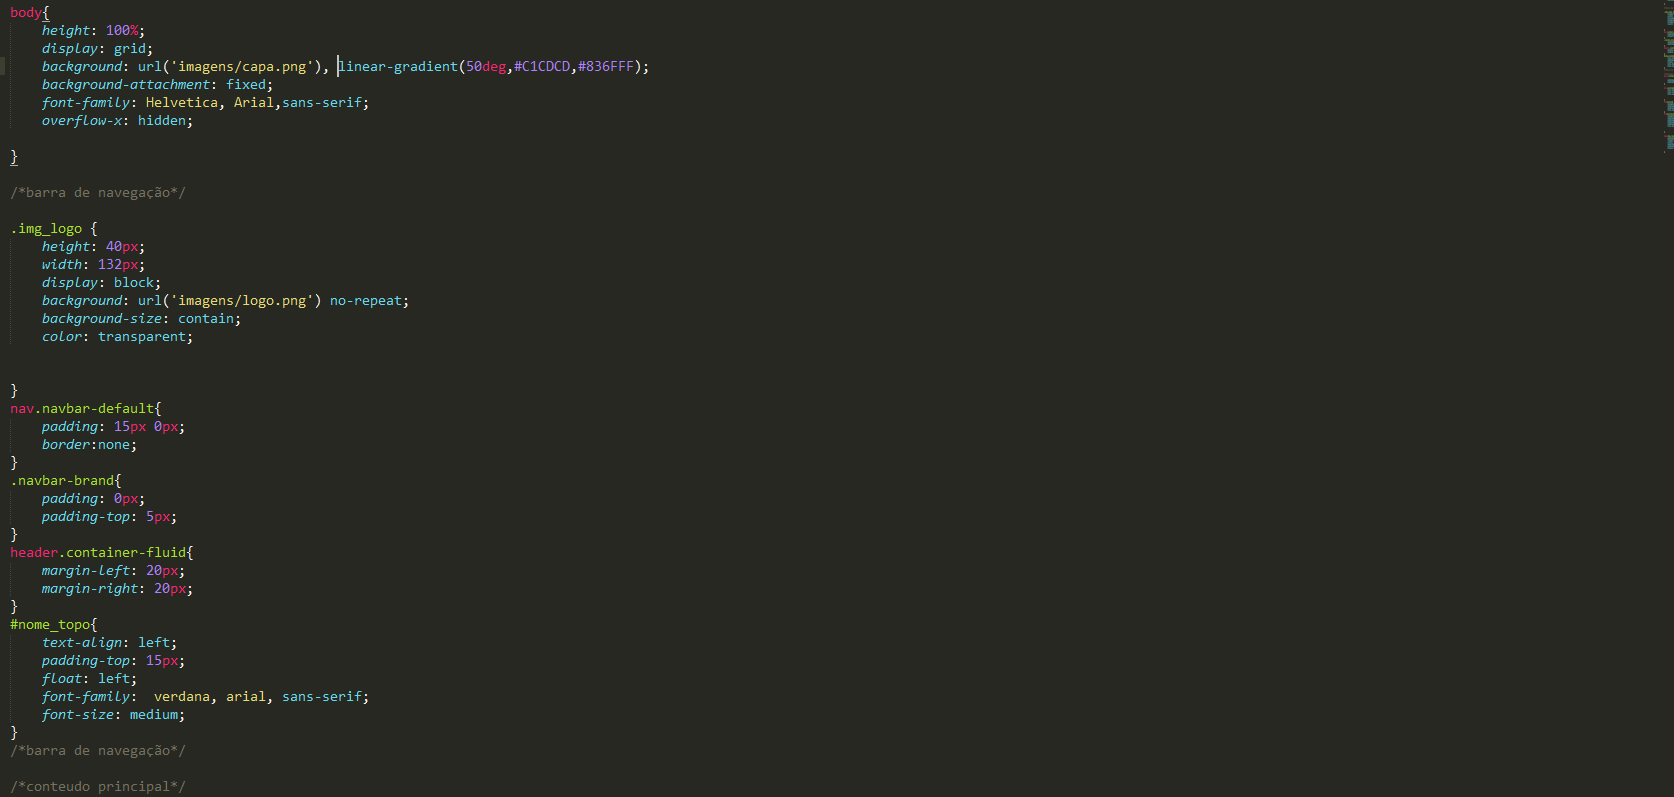 body{
    height: 100%;
    display: grid;
    background: url('imagens/capa.png'), linear-gradient(50deg,#C1CDCD,#836FFF);
    background-attachment: fixed;
    font-family: Helvetica, Arial,sans-serif;
    overflow-x: hidden;

}

/*barra de navegação*/

.img_logo {
    height: 40px;
    width: 132px;
    display: block;
    background: url('imagens/logo.png') no-repeat;
    background-size: contain;
    color: transparent;


}
nav.navbar-default{
    padding: 15px 0px;
    border:none;
}
.navbar-brand{
    padding: 0px;
    padding-top: 5px;
}
header.container-fluid{
    margin-left: 20px;
    margin-right: 20px;
}
#nome_topo{
    text-align: left;
    padding-top: 15px;
    float: left;
    font-family:  verdana, arial, sans-serif;
    font-size: medium;
}
/*barra de navegação*/

/*conteudo principal*/